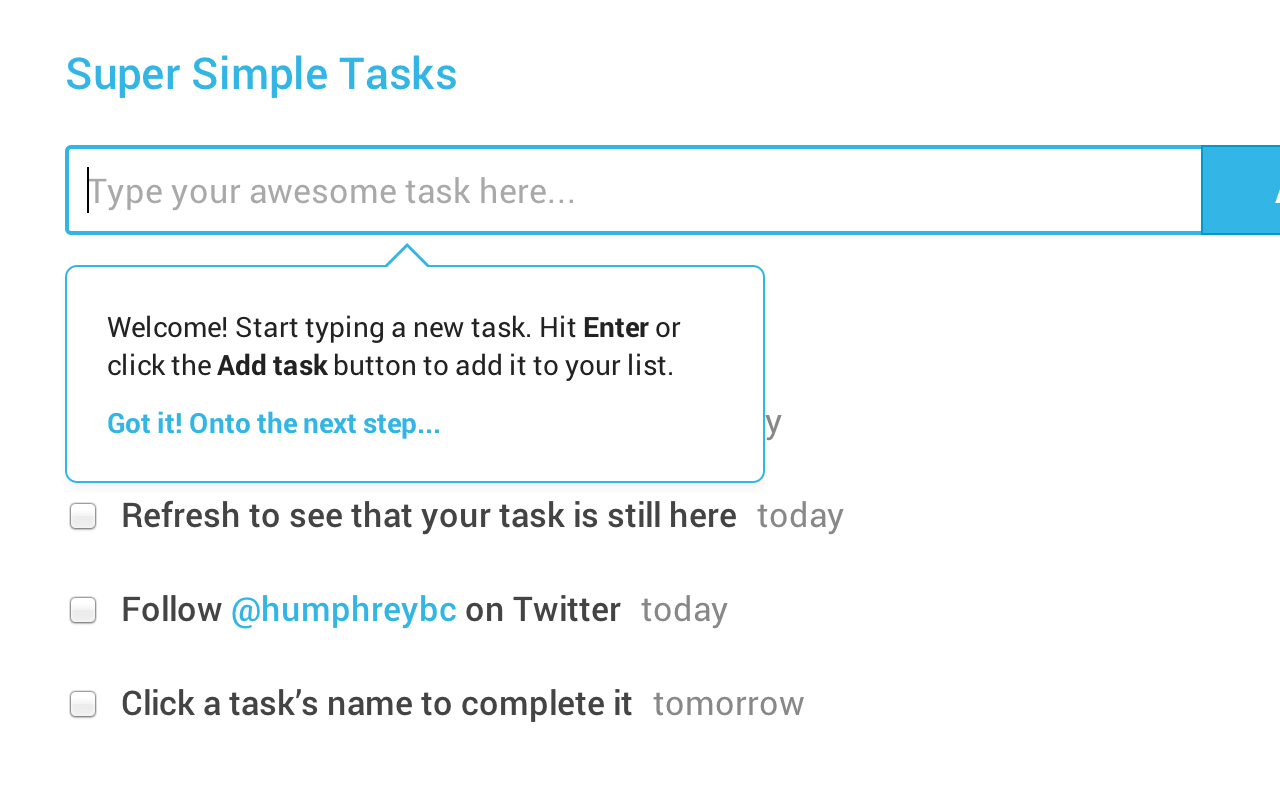 Super Simple Tasks
Type your awesome task here...
Welcome! Start typing a new task. Hit Enter or
click the Add task button to add it to your list.
Got it! Onto the next step...
Refresh to see that your task is still here today
Follow @humphreybc on Twitter today
Click a task’s name to complete it tomorrow